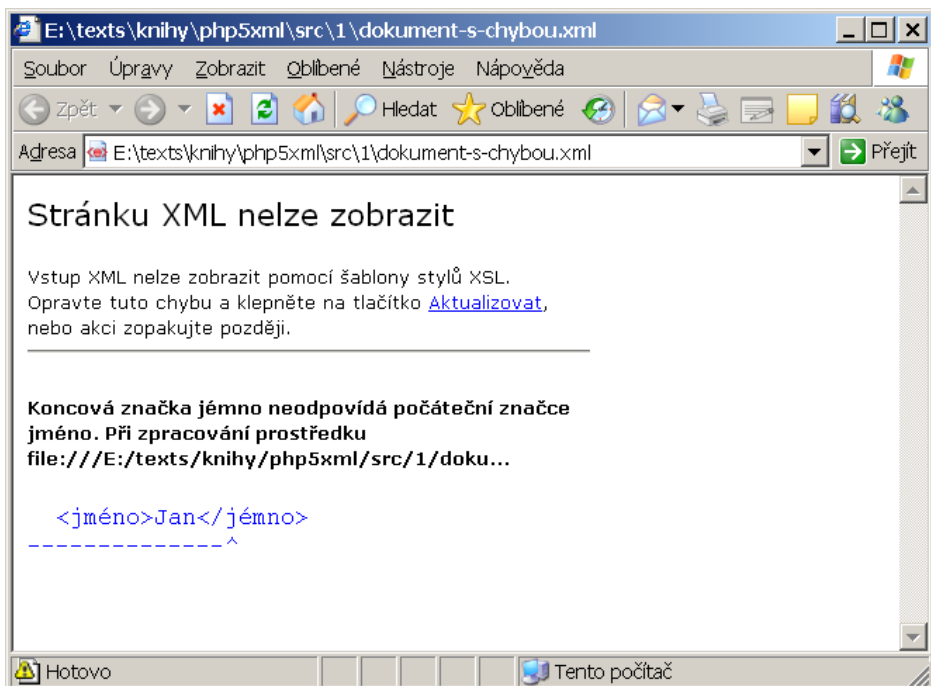 E:\texts\knihy\php5xml\src\1\dokument-s-chybou.xml
Soubor Úpravy Zobrazit Oblíbené Nástroje Nápověda
Zpět Hledat Oblíbené
Adresa E:\texts\knihy\php5xml\src\1\dokument-s-chybou.xml Přejít
Stránku XML nelze zobrazit
Vstup XML nelze zobrazit pomocí šablony stylů XSL.
Opravte tuto chybu a klepněte na tlačítko Aktualizovat,
nebo akci zopakujte později.
Koncová značka jémno neodpovídá počáteční značce
jméno. Při zpracování prostředku
file:///E:/texts/knihy/php5xml/src/1/doku...
<jméno>Jan</jémno>
--------------^
Hotovo Tento počítač